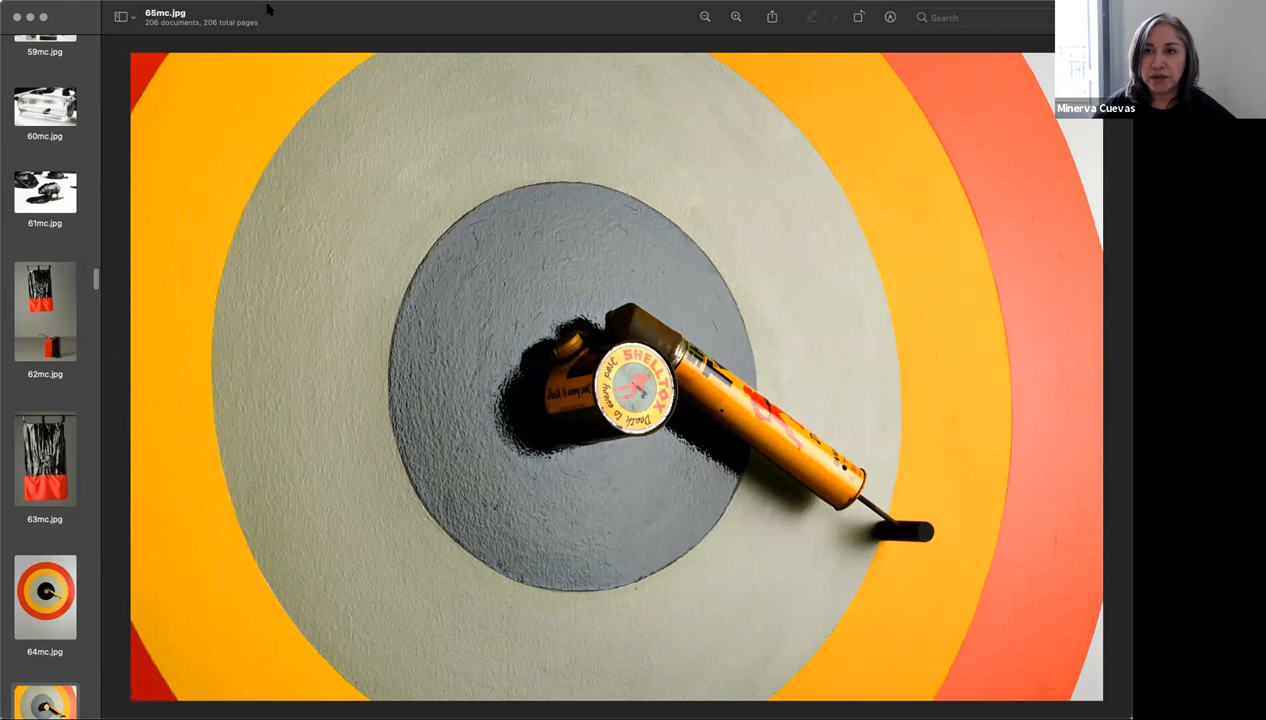 65mc.jpg
206 documents, 206 total pages
Search
Minerva Cuevas
59mc.jpg
60mc.jpg
61mc.jpg
62mc.jpg
63mc.jpg
64mc.jpg
SHELLTOX
Death to every pest